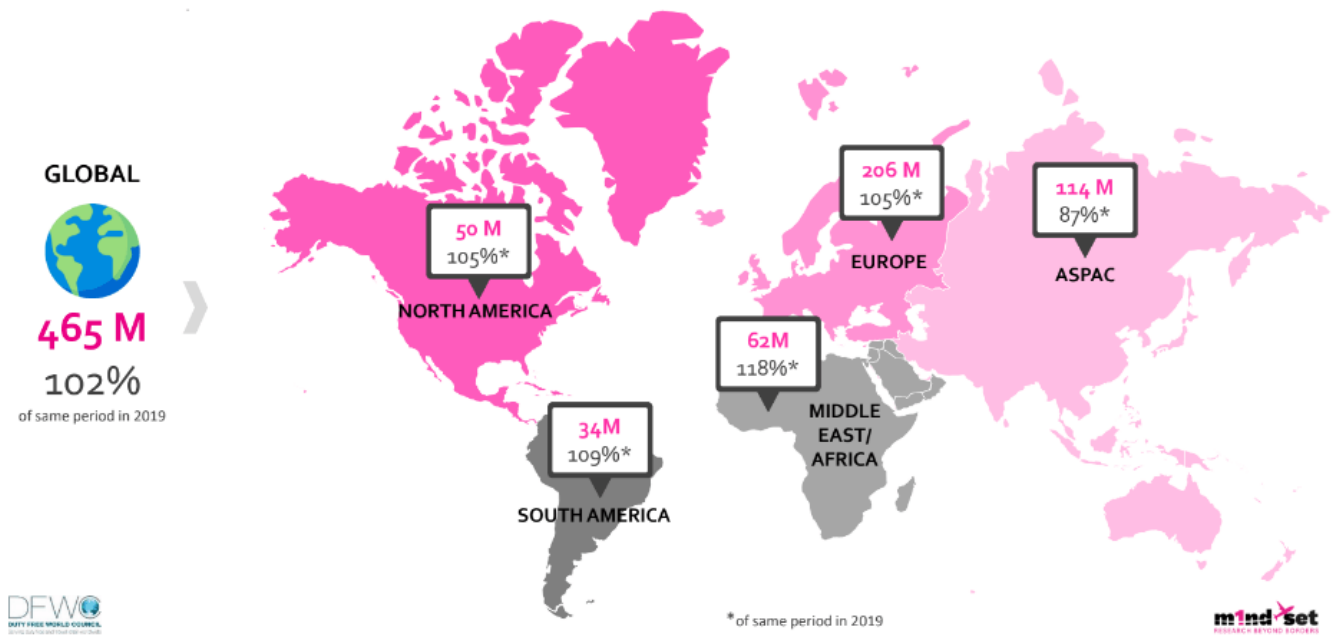 GLOBAL
465 M
102%
of same period in 2019
50 M
105%*
NORTH AMERICA
34M
109%*
SOUTH AMERICA
206 M
105%*
EUROPE
62M
118%*
MIDDLE
EAST/
AFRICA
114 M
87%*
ASPAC
DFWC
DUTY FREE WORLD COUNCIL
*of same period in 2019
m1nd-set
RESEARCH BEYOND BORDERS